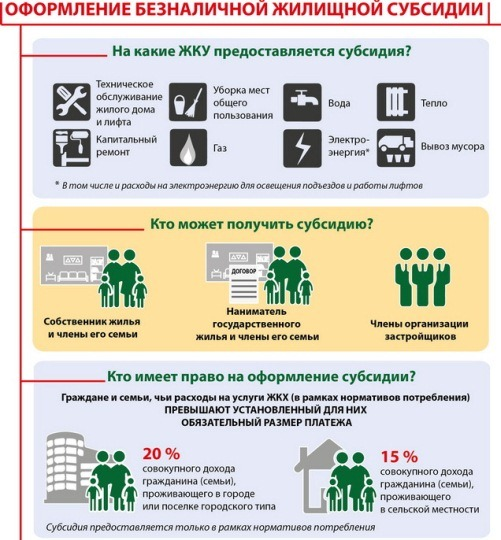 ОФОРМЛЕНИЕ БЕЗНАЛИЧНОЙ ЖИЛИЩНОЙ СУБСИДИИ
На какие ЖКУ предоставляется субсидия?
Техническое
обслуживание
жилого дома
и лифта
Уборка мест
общего
пользования
Вода
Тепло
Капитальный
ремонт
Газ
Электро-
энергия*
Вывоз мусора
* В том числе и расходы на электроэнергию для освещения подъездов и работы лифтов
Кто может получить субсидию?
ДОГОВОР
Собственник жилья
и члены его семьи
Наниматель
государственного
жилья и члены его семьи
Члены организации
застройщиков
Кто имеет право на оформление субсидии?
Граждане и семьи, чьи расходы на услуги ЖКХ (в рамках нормативов потребления)
ПРЕВЫШАЮТ УСТАНОВЛЕННЫЙ ДЛЯ НИХ
ОБЯЗАТЕЛЬНЫЙ РАЗМЕР ПЛАТЕЖА
20 %
совокупного дохода
гражданина (семьи),
проживающего в городе
или поселке городского типа
15 %
совокупного дохода
гражданина (семьи),
проживающего
в сельской местности
Субсидия предоставляется только в рамках нормативов потребления